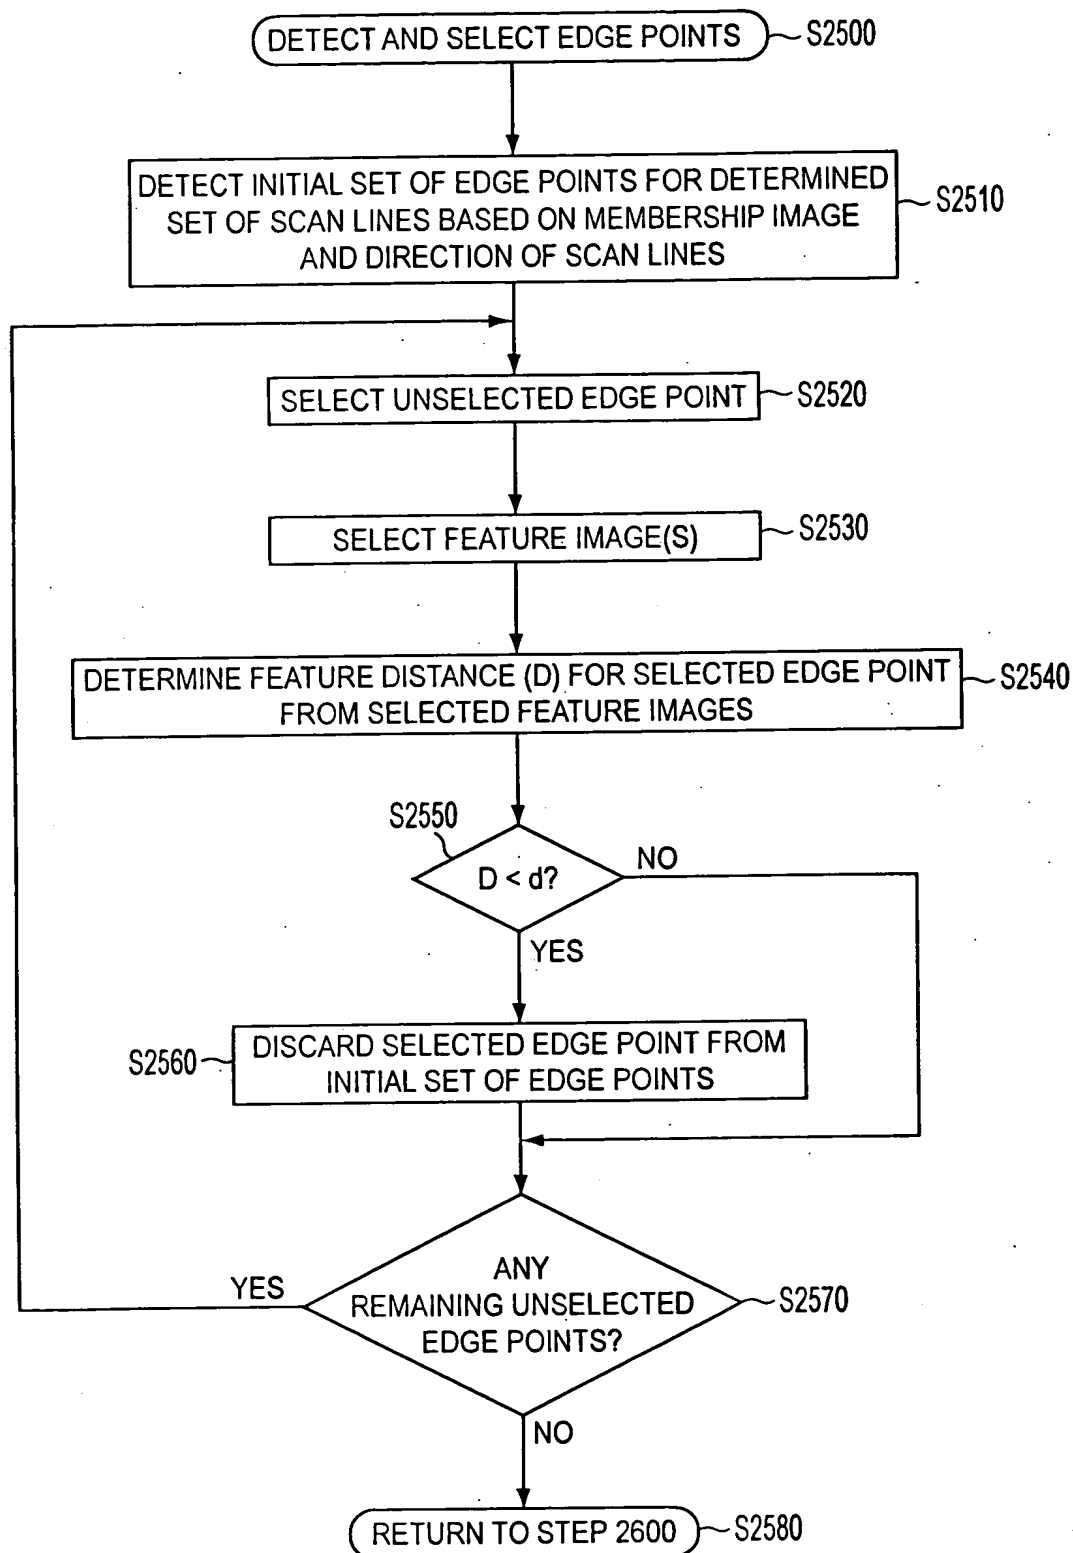 DETECT AND SELECT EDGE POINTS
S2500
DETECT INITIAL SET OF EDGE POINTS FOR DETERMINED
SET OF SCAN LINES BASED ON MEMBERSHIP IMAGE
AND DIRECTION OF SCAN LINES
S2510
SELECT UNSELECTED EDGE POINT
S2520
SELECT FEATURE IMAGE(S)
S2530
DETERMINE FEATURE DISTANCE (D) FOR SELECTED EDGE POINT
FROM SELECTED FEATURE IMAGES
S2540
S2550
D < d?
NO
YES
S2560
DISCARD SELECTED EDGE POINT FROM
INITIAL SET OF EDGE POINTS
YES
ANY
REMAINING UNSELECTED
EDGE POINTS?
S2570
NO
RETURN TO STEP 2600
S2580